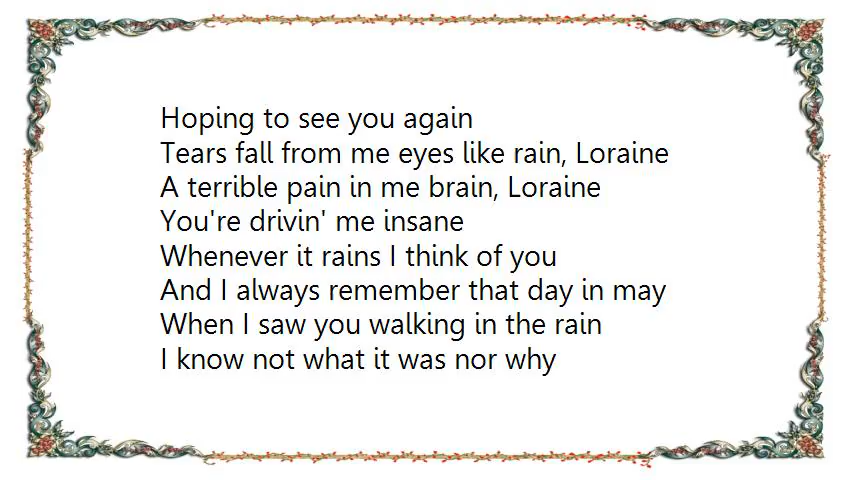 Hoping to see you again
Tears fall from me eyes like rain, Loraine
A terrible pain in me brain, Loraine
You're drivin' me insane
Whenever it rains I think of you
And I always remember that day in may
When I saw you walking in the rain
I know not what it was nor why